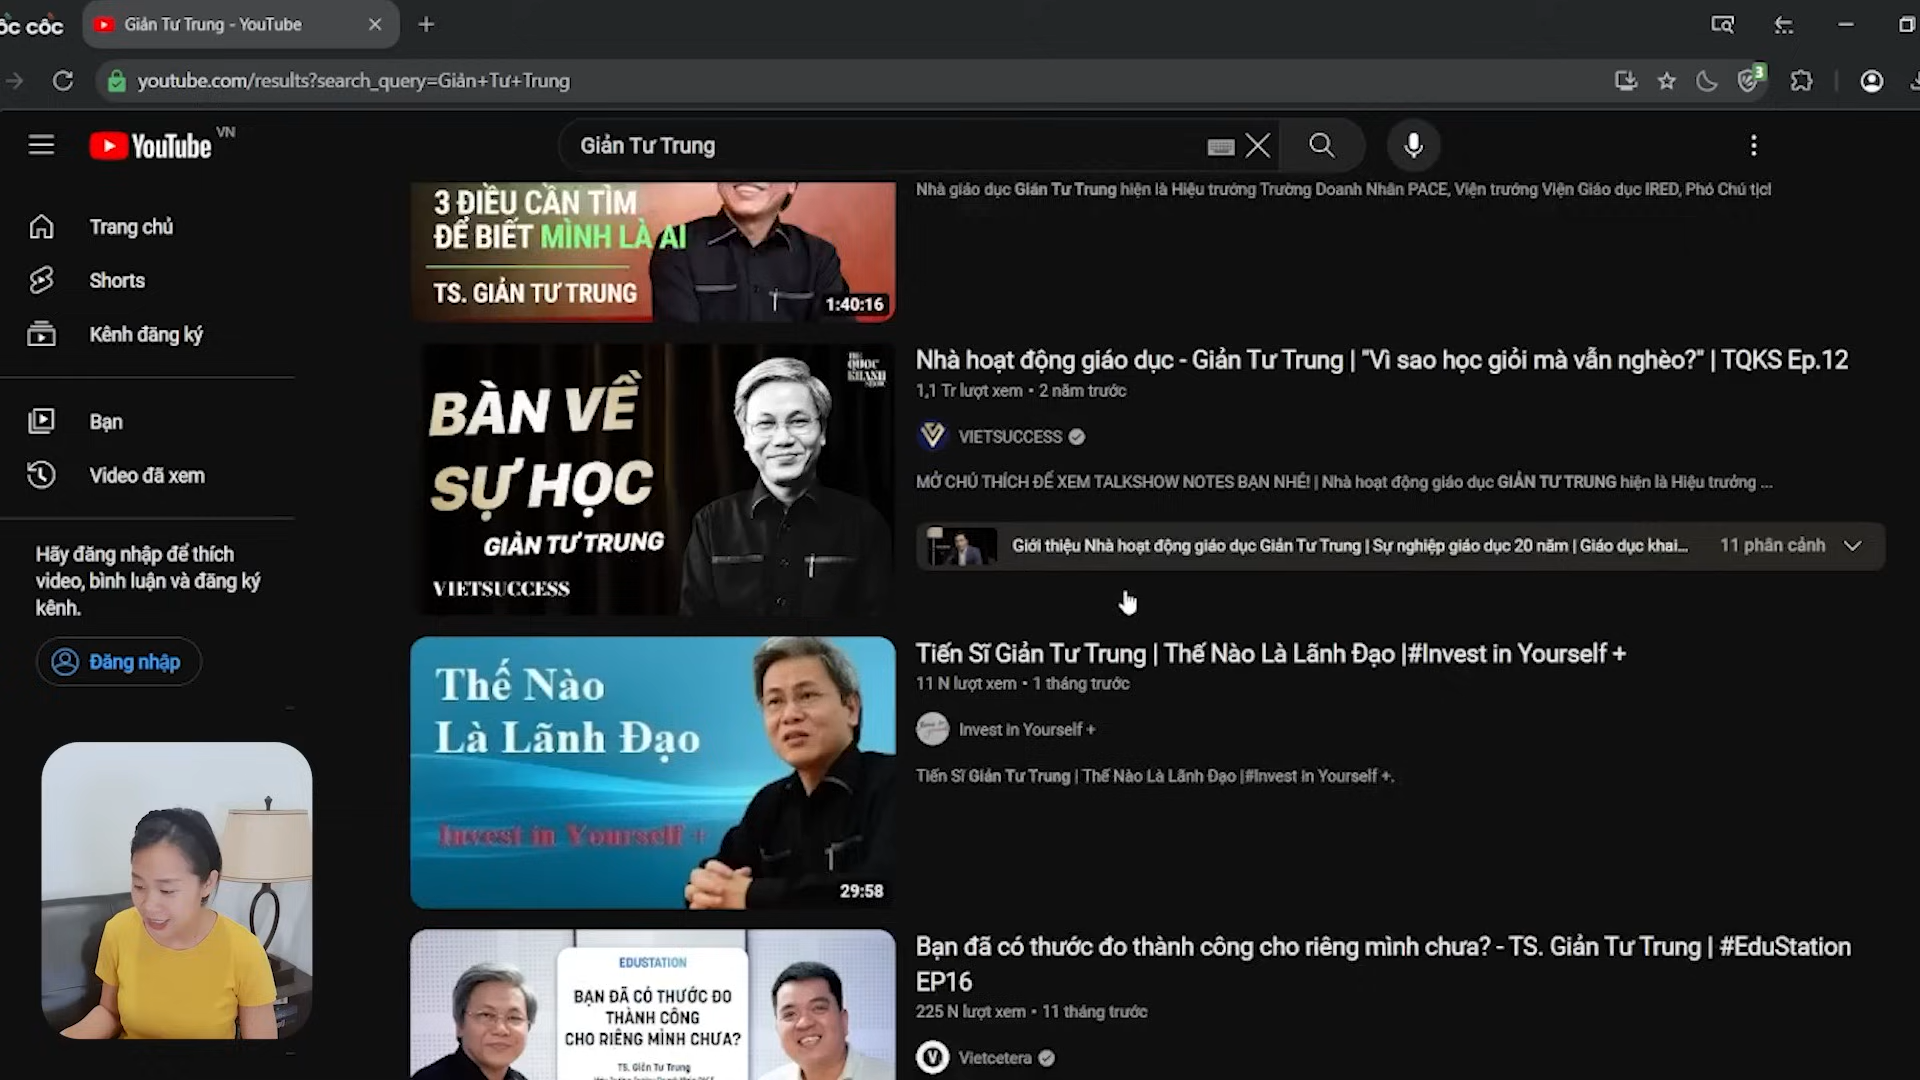 ốc cốc
Giản Tư Trung - YouTube
youtube.com/results?search_query=Giản+Tư+Trung
3
YouTube VN
Giản Tư Trung
Trang chủ
Shorts
Kênh đăng ký
Bạn
Video đã xem
Hãy đăng nhập để thích
video, bình luận và đăng ký
kênh.
Đăng nhập
3 ĐIỀU CẦN TÌM
ĐỂ BIẾT MÌNH LÀ AI
TS. GIẢN TƯ TRUNG
1:40:16
Nhà giáo dục Giản Tư Trung hiện là Hiệu trưởng Trường Doanh Nhân PACE, Viện trưởng Viện Giáo dục IRED, Phó Chủ tịcl
BÀN VỀ
SỰ HỌC
GIẢN TƯ TRUNG
VIETSUCCESS
QUOC
KHANH
Nhà hoạt động giáo dục - Giản Tư Trung | "Vì sao học giỏi mà vẫn nghèo?" | TQKS Ep.12
1,1 Tr lượt xem • 2 năm trước
VIETSUCCESS
MỞ CHÚ THÍCH ĐỂ XEM TALKSHOW NOTES BẠN NHÉ! | Nhà hoạt động giáo dục GIẢN TƯ TRUNG hiện là Hiệu trưởng ...
Giới thiệu Nhà hoạt động giáo dục Giản Tư Trung | Sự nghiệp giáo dục 20 năm | Giáo dục khai...
11 phân cảnh
Thế Nào
Là Lãnh Đạo
Invest in Yourself +
29:58
Tiến Sĩ Giản Tư Trung | Thế Nào Là Lãnh Đạo |#Invest in Yourself +
11 N lượt xem • 1 tháng trước
Invest in Yourself +
Tiến Sĩ Giản Tư Trung | Thế Nào Là Lãnh Đạo |#Invest in Yourself +.
EDUSTATION
BẠN ĐÃ CÓ THƯỚC ĐO
THÀNH CÔNG
CHO RIÊNG MÌNH CHƯA?
TS. Giản Tư Trung
Bạn đã có thước đo thành công cho riêng mình chưa? - TS. Giản Tư Trung | #EduStation
EP16
225 N lượt xem • 11 tháng trước
Vietcetera